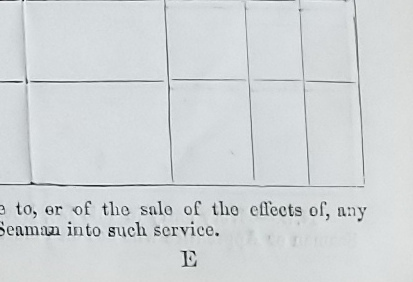 e to, or of the sale of the effects of, any
Seaman into such service.
E